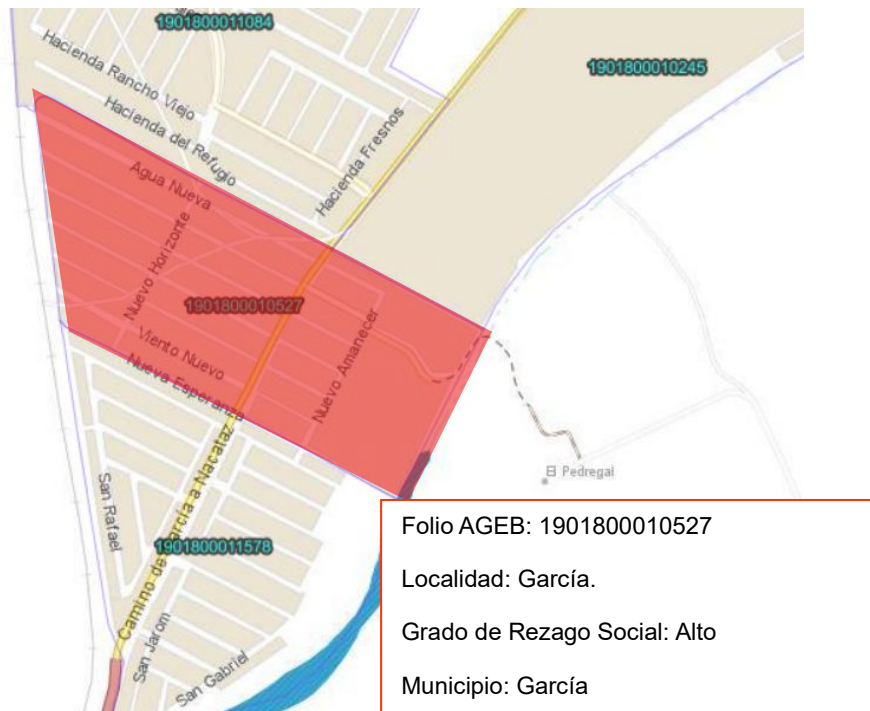 1901800011084
Hacienda Rancho Viejo
Hacienda del Refugio
Hacienda Fresnos
1901800010245
Agua Nueva
Nuevo Horizonte
1901800010527
Viento Nuevo
Nueva Esperanza
Nuevo Amanecer
El Pedregal
San Rafael
Camino de García a Nacataz
1901800011578
San Jarom
San Gabriel
Folio AGEB: 1901800010527
Localidad: García.
Grado de Rezago Social: Alto
Municipio: García